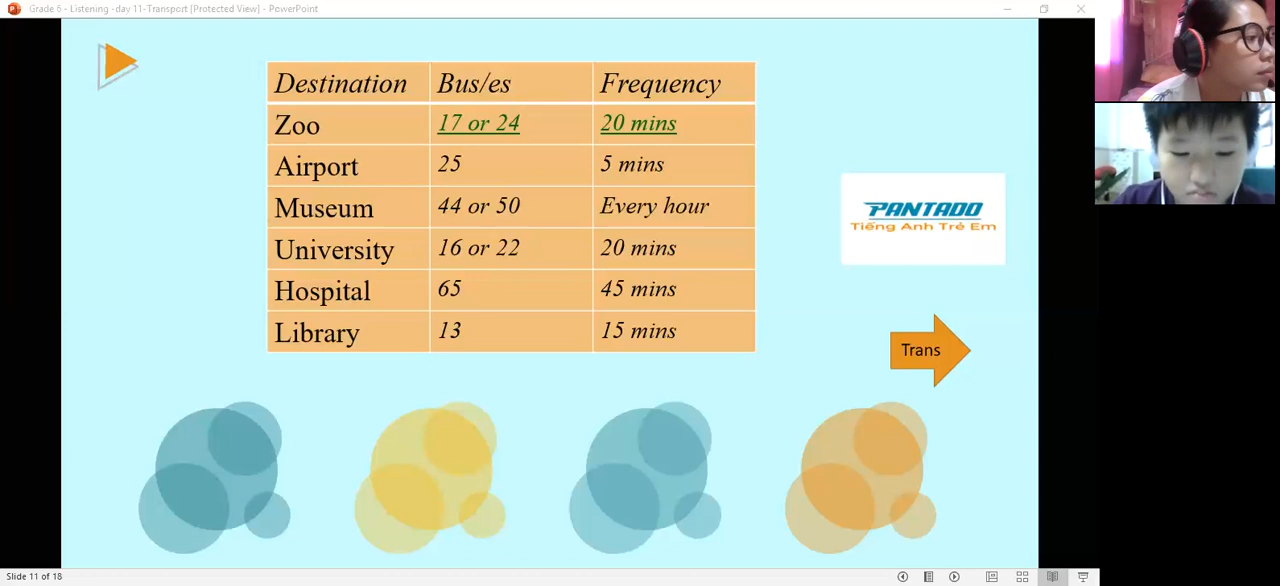 Grade 6 - Listening -day 11-Transport [Protected View] - PowerPoint
Destination Bus/es Frequency
Zoo 17 or 24 20 mins
Airport 25 5 mins
Museum 44 or 50 Every hour
University 16 or 22 20 mins
Hospital 65 45 mins
Library 13 15 mins
PANTADO
Tiếng Anh Trẻ Em
Trans
Slide 11 of 18